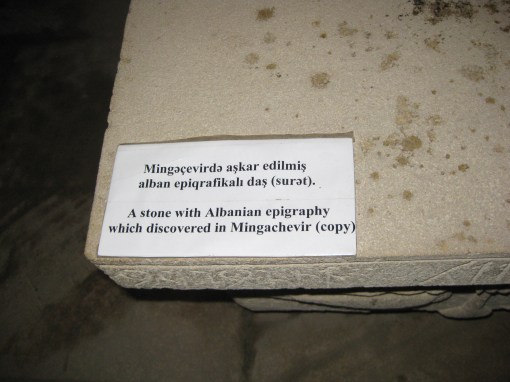 Mingəçevirdə aşkar edilmiş
alban epiqrafikalı daş (surət).
A stone with Albanian epigraphy
which discovered in Mingachevir (copy)